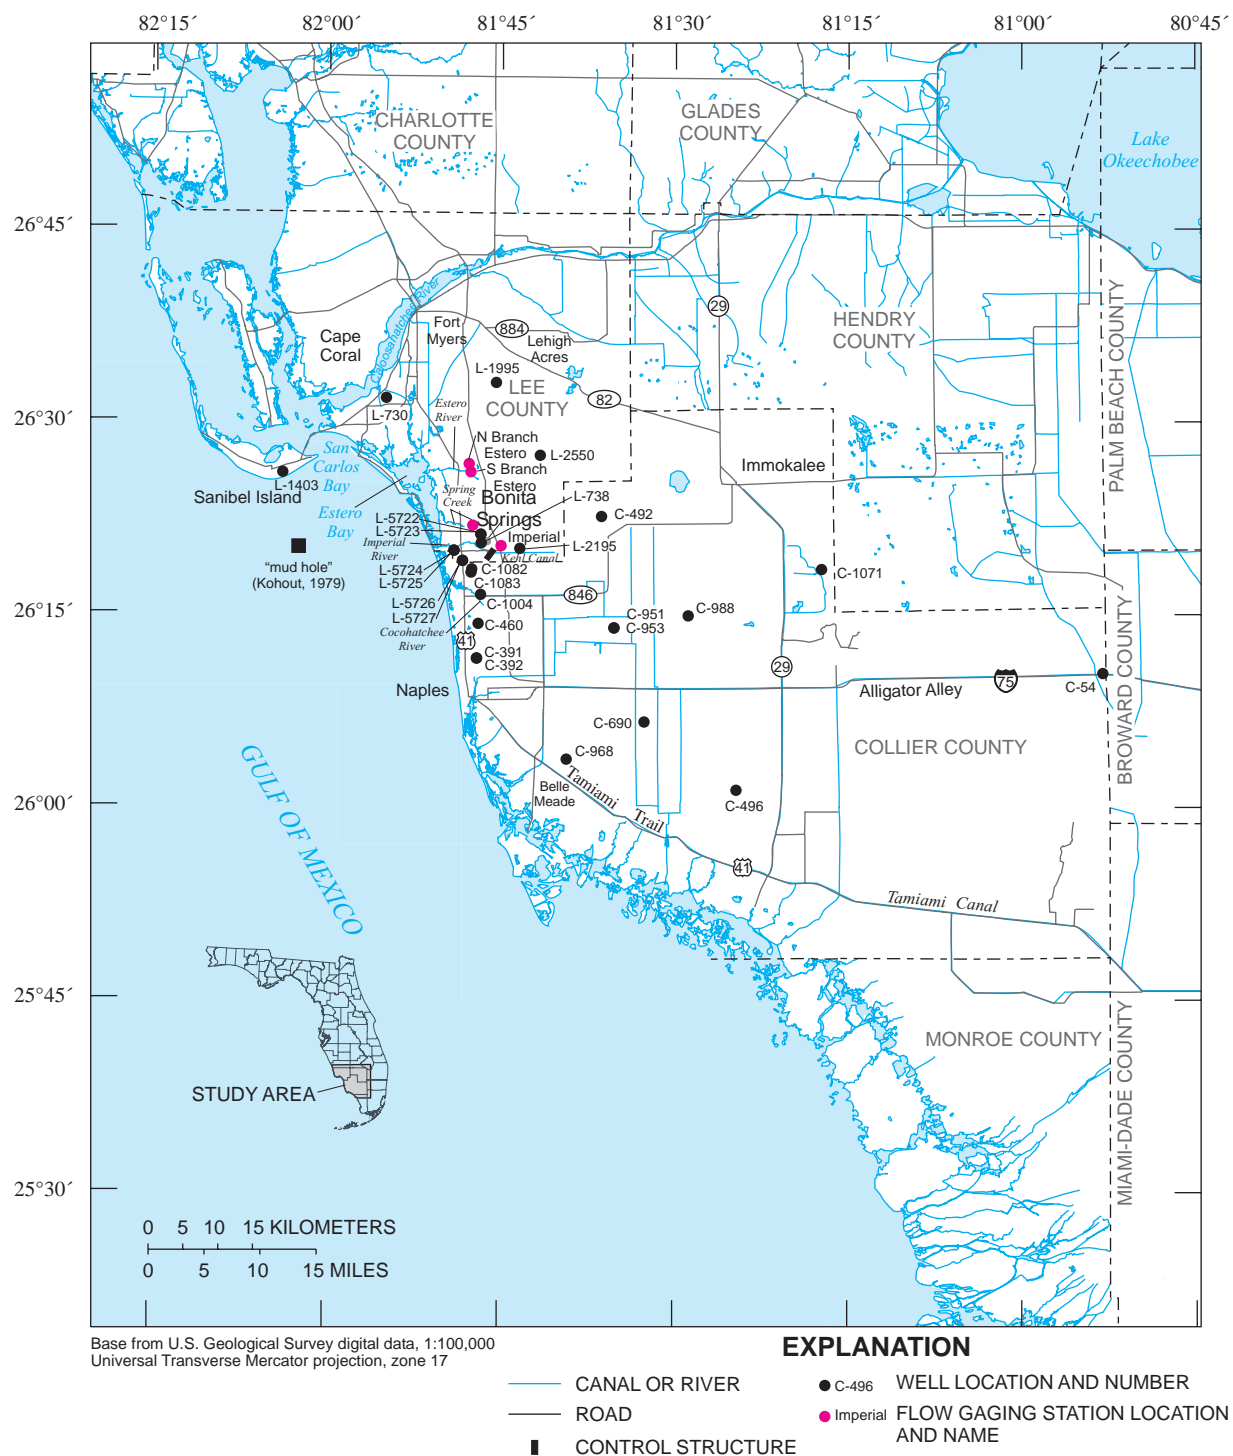 82°15´ 82°00´ 81°45´ 81°30´ 81°15´ 81°00´ 80°45´
CHARLOTTE
COUNTY
GLADES
COUNTY
Lake
Okeechobee
26°45´
Caloosahatchee River
29
HENDRY
COUNTY
PALM BEACH COUNTY
Cape
Coral
Fort
Myers
884
Lehigh
Acres
L-1995
LEE
COUNTY
82
L-730
Estero
River
26°30´
N Branch
Estero
S Branch
Estero
L-2550
Immokalee
San
Carlos
Bay
L-1403
Sanibel Island
Estero
Bay
Spring
Creek
Bonita
Springs
L-738
C-492
L-5722
L-5723
Imperial
L-2195
Imperial
River
Kehl Canal
"mud hole"
(Kohout, 1979)
L-5724
L-5725
C-1082
C-1083
C-1071
L-5726
L-5727
C-1004
846
26°15´
C-951
C-953
C-988
C-460
Cocohatchee
River
41
C-391
C-392
29
BROWARD COUNTY
Naples
Alligator Alley
75
C-54
C-690
COLLIER COUNTY
C-968
Belle
Meade
Tamiami Trail
C-496
26°00´
GULF OF MEXICO
41
Tamiami Canal
25°45´
MONROE COUNTY
MIAMI-DADE COUNTY
STUDY AREA
25°30´
0 5 10 15 KILOMETERS
0 5 10 15 MILES
Base from U.S. Geological Survey digital data, 1:100,000
Universal Transverse Mercator projection, zone 17
EXPLANATION
CANAL OR RIVER
ROAD
CONTROL STRUCTURE
C-496 WELL LOCATION AND NUMBER
Imperial FLOW GAGING STATION LOCATION
AND NAME